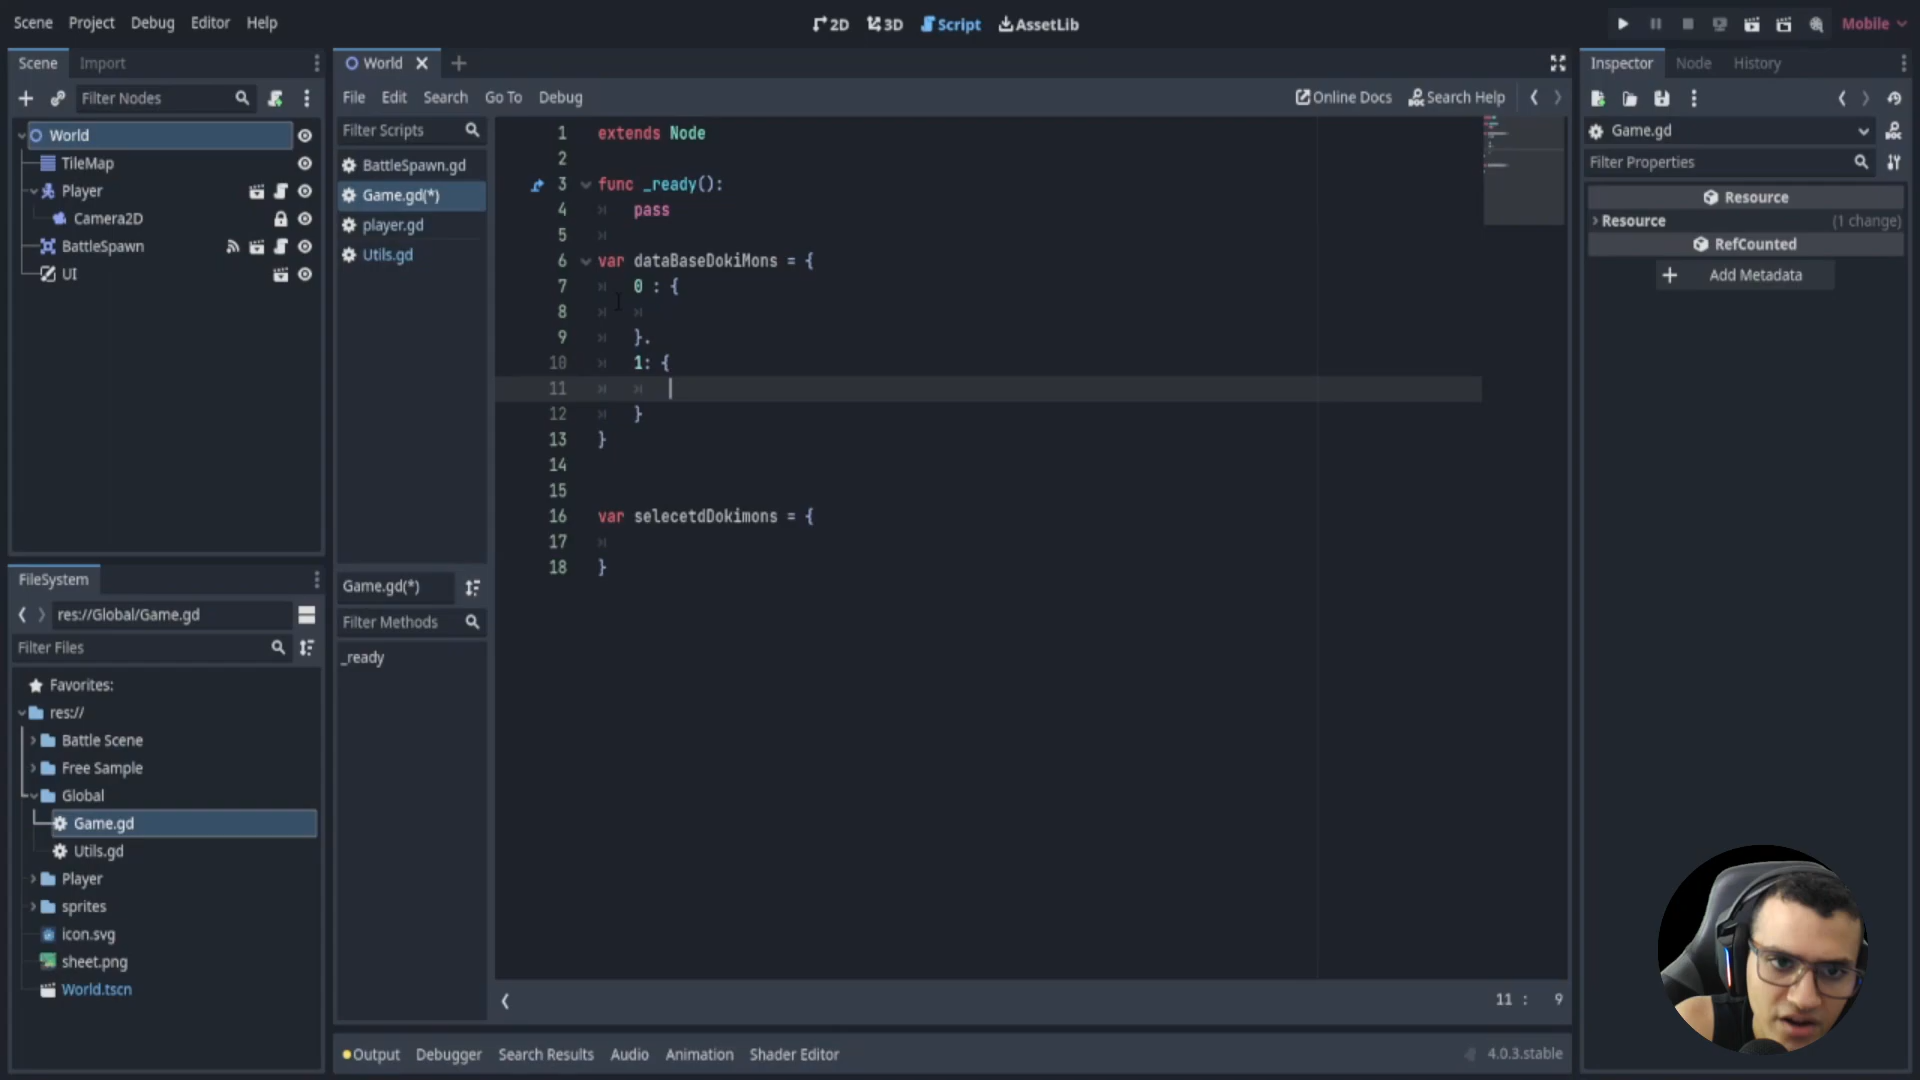 Scene Project Debug Editor Help
2D 3D Script AssetLib
Mobile
Scene Import
Filter Nodes
World
TileMap
Player
Camera2D
BattleSpawn
UI
FileSystem
res://Global/Game.gd
Filter Files
Favorites:
res://
Battle Scene
Free Sample
Global
Game.gd
Utils.gd
Player
sprites
icon.svg
sheet.png
World.tscn
World
File Edit Search Go To Debug
Online Docs Search Help
Filter Scripts
BattleSpawn.gd
Game.gd(*)
player.gd
Utils.gd
Game.gd(*)
Filter Methods
_ready
1 extends Node
2
3 func _ready():
4 pass
5
6 var dataBaseDokiMons = {
7 0 : {
8
9 }.
10 1: {
11
12 }
13 }
14
15
16 var selecetdDokimons = {
17
18 }
11 : 9
Output Debugger Search Results Audio Animation Shader Editor
4.0.3.stable
Inspector Node History
Game.gd
Filter Properties
Resource
Resource (1 change)
RefCounted
Add Metadata